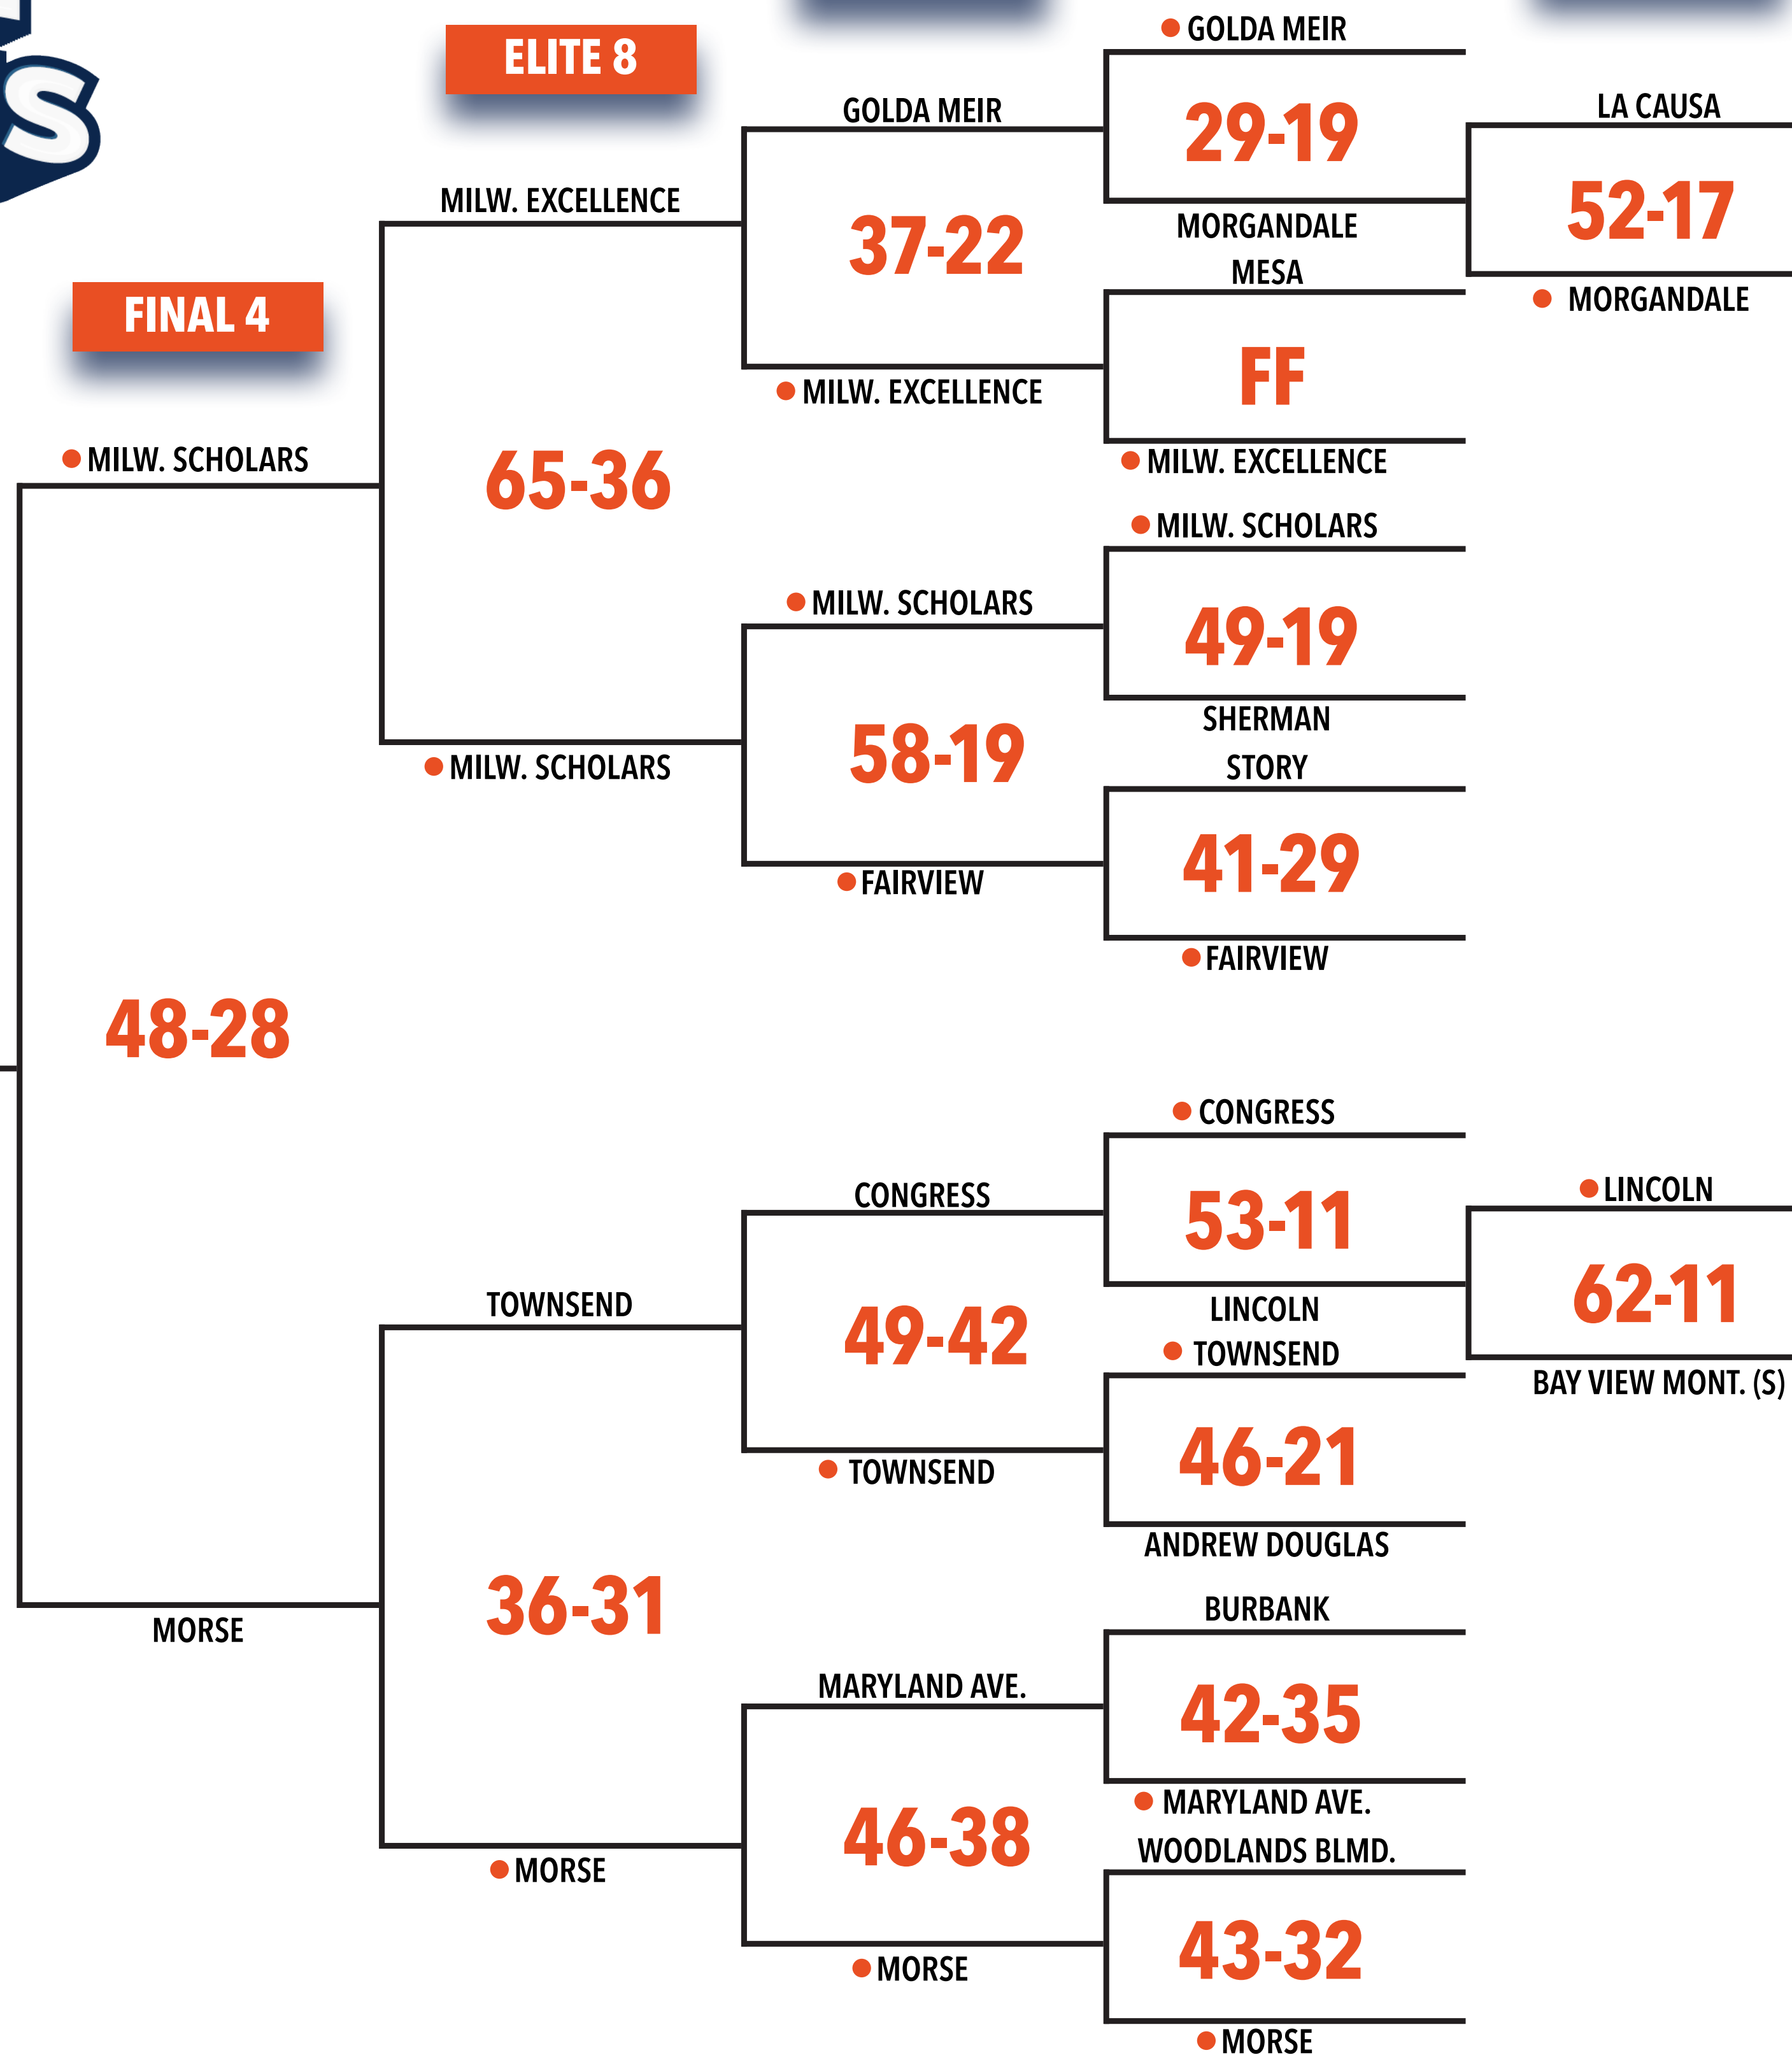 S
ELITE 8
FINAL 4
MILW. SCHOLARS
48-28
MORSE
MILW. EXCELLENCE
65-36
MILW. SCHOLARS
TOWNSEND
36-31
MORSE
GOLDA MEIR
37-22
MILW. EXCELLENCE
MILW. SCHOLARS
58-19
FAIRVIEW
CONGRESS
49-42
TOWNSEND
MARYLAND AVE.
46-38
MORSE
GOLDA MEIR
29-19
MORGANDALE
MESA
FF
MILW. EXCELLENCE
MILW. SCHOLARS
49-19
SHERMAN
STORY
41-29
FAIRVIEW
CONGRESS
53-11
LINCOLN
TOWNSEND
46-21
ANDREW DOUGLAS
BURBANK
42-35
MARYLAND AVE.
WOODLANDS BLMD.
43-32
MORSE
LA CAUSA
52-17
MORGANDALE
LINCOLN
62-11
BAY VIEW MONT. (S)